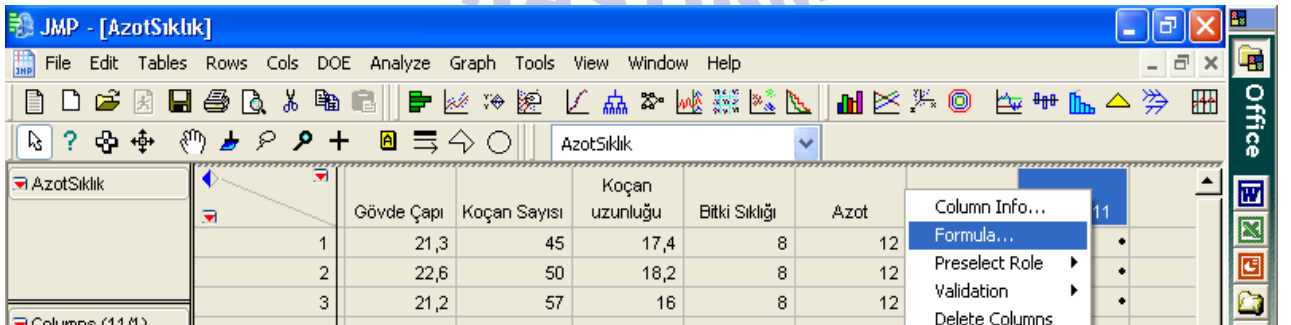 JMP - [AzotSıklık]
File Edit Tables Rows Cols DOE Analyze Graph Tools View Window Help
AzotSıklık
Office
AzotSıklık
Gövde Çapı Koçan Sayısı Koçan uzunluğu Bitki Sıklığı Azot 11
1 21,3 45 17,4 8 12
2 22,6 50 18,2 8 12
3 21,2 57 16 8 12
Column Info...
Formula...
Preselect Role
Validation
Delete Columns
Columns (11/1)